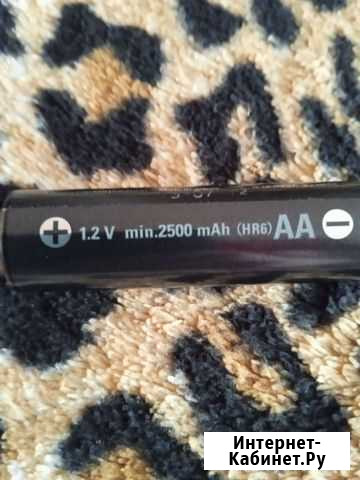 1.2 V min.2500 mAh (HR6) AA
Интернет-
Кабинет.Ру